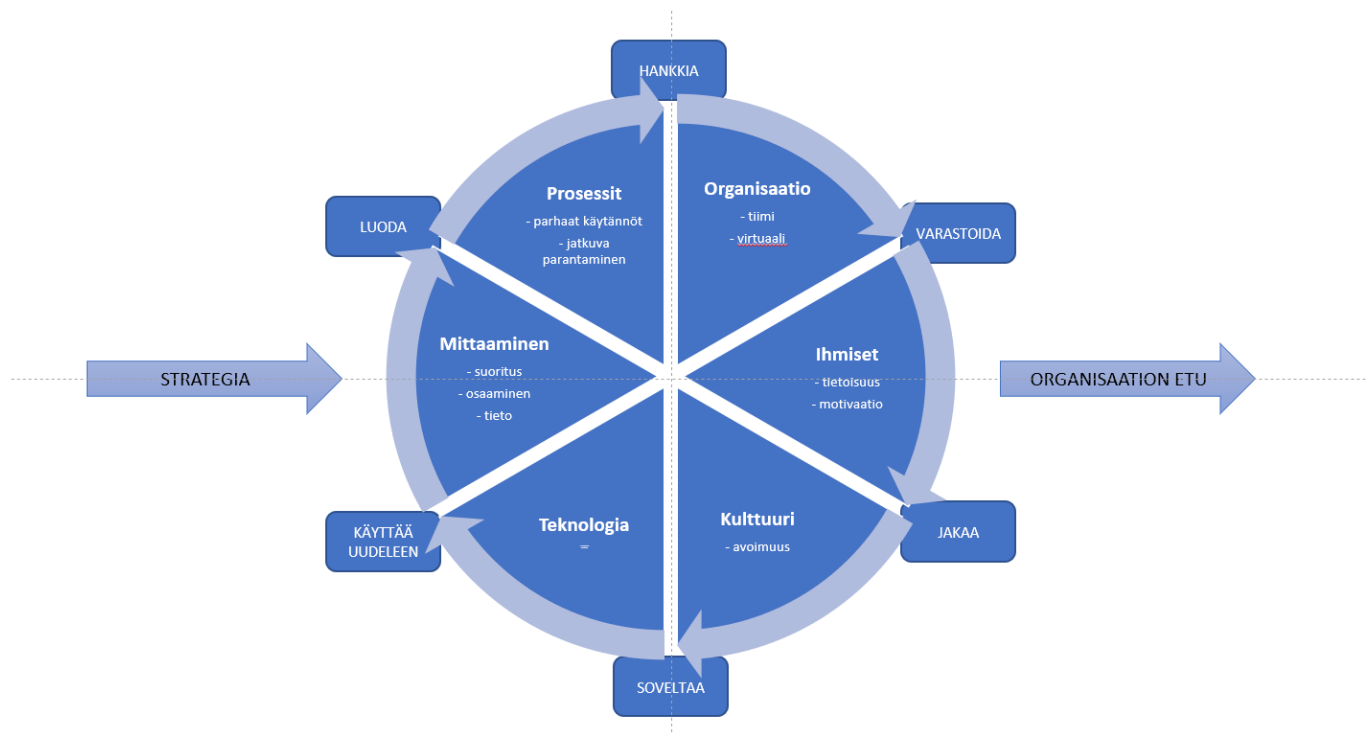 HANKKIA
Prosessit
- parhaat käytännöt
- jatkuva
parantaminen
Organisaatio
- tiimi
- virtuaali
LUODA
VARASTOIDA
Mittaaminen
- suoritus
- osaaminen
- tieto
Ihmiset
- tietoisuus
- motivaatio
STRATEGIA
ORGANISAATION ETU
Teknologia
Kulttuuri
- avoimuus
KÄYTTÄÄ
UUDELEEN
JAKAA
SOVELTAA